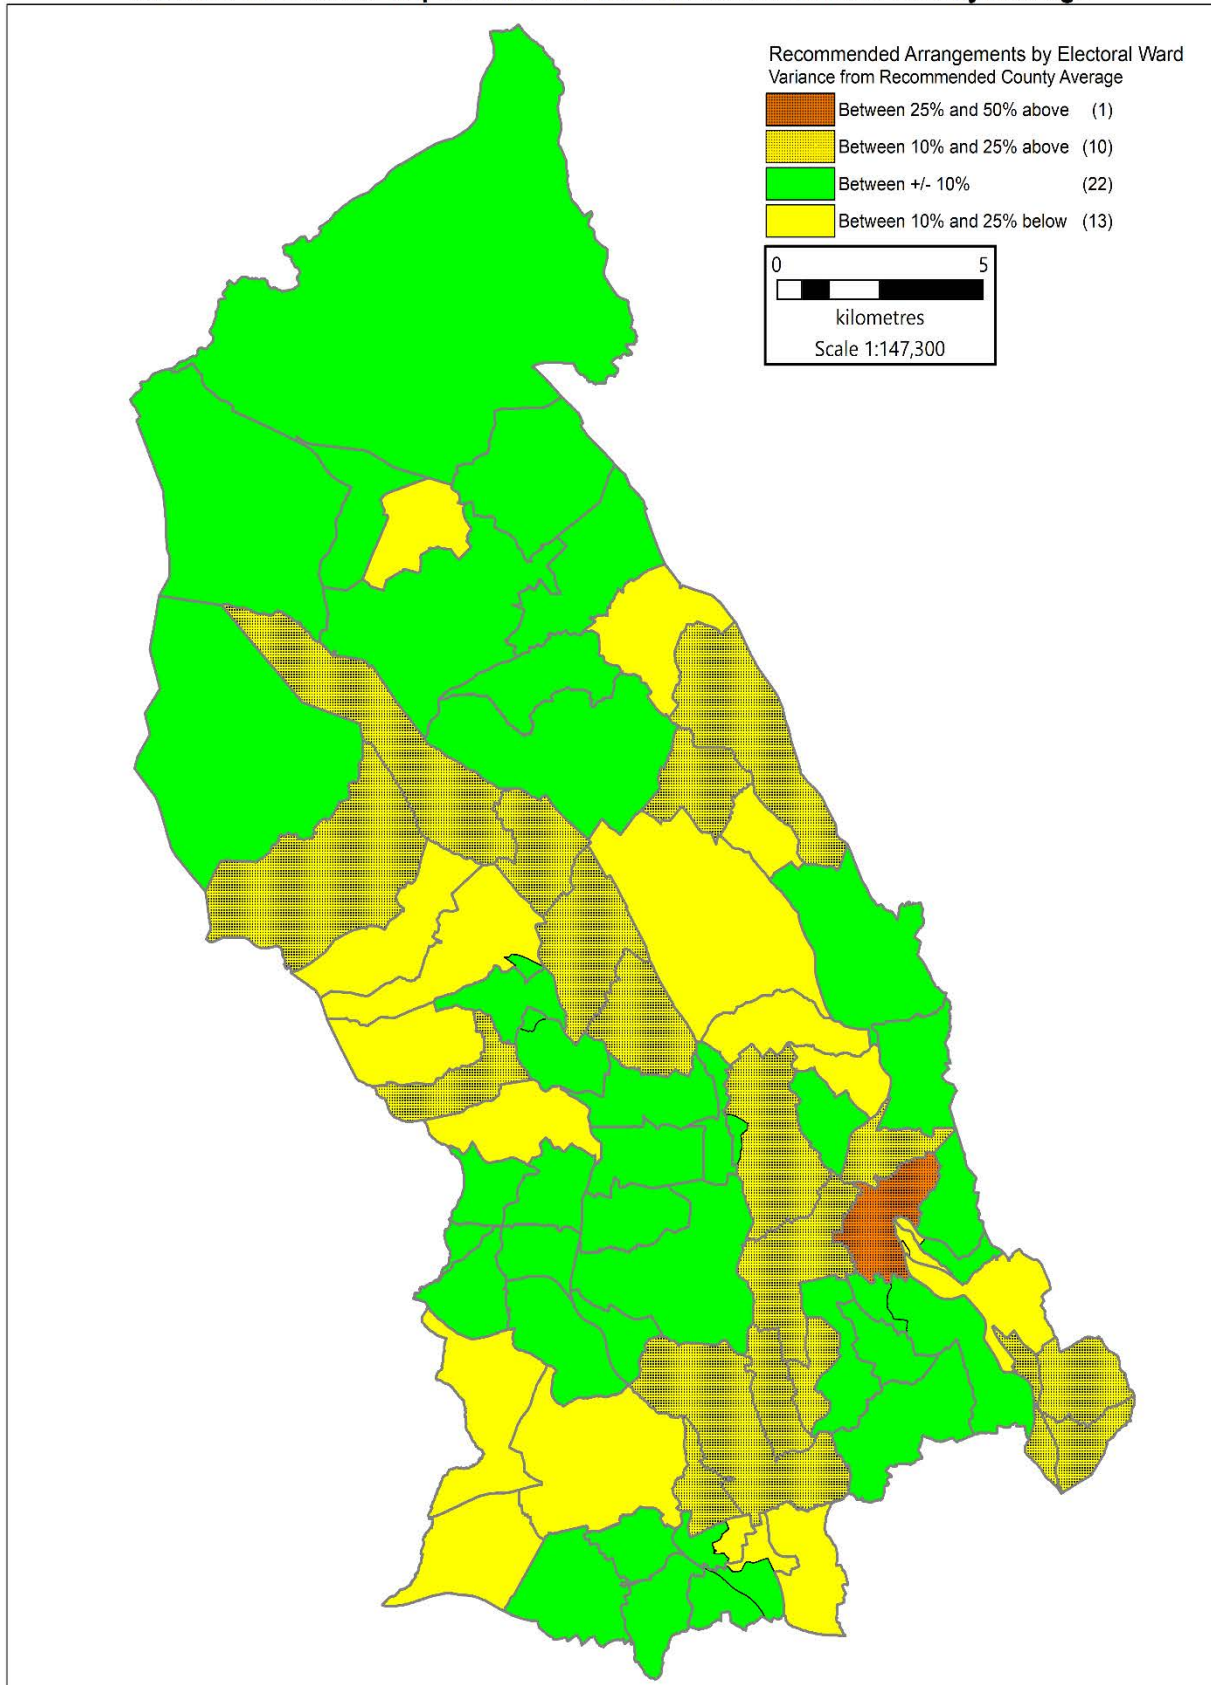 Recommended Arrangements by Electoral Ward
Variance from Recommended County Average
Between 25% and 50% above (1)
Between 10% and 25% above (10)
Between +/- 10% (22)
Between 10% and 25% below (13)
0 5
kilometres
Scale 1:147,300